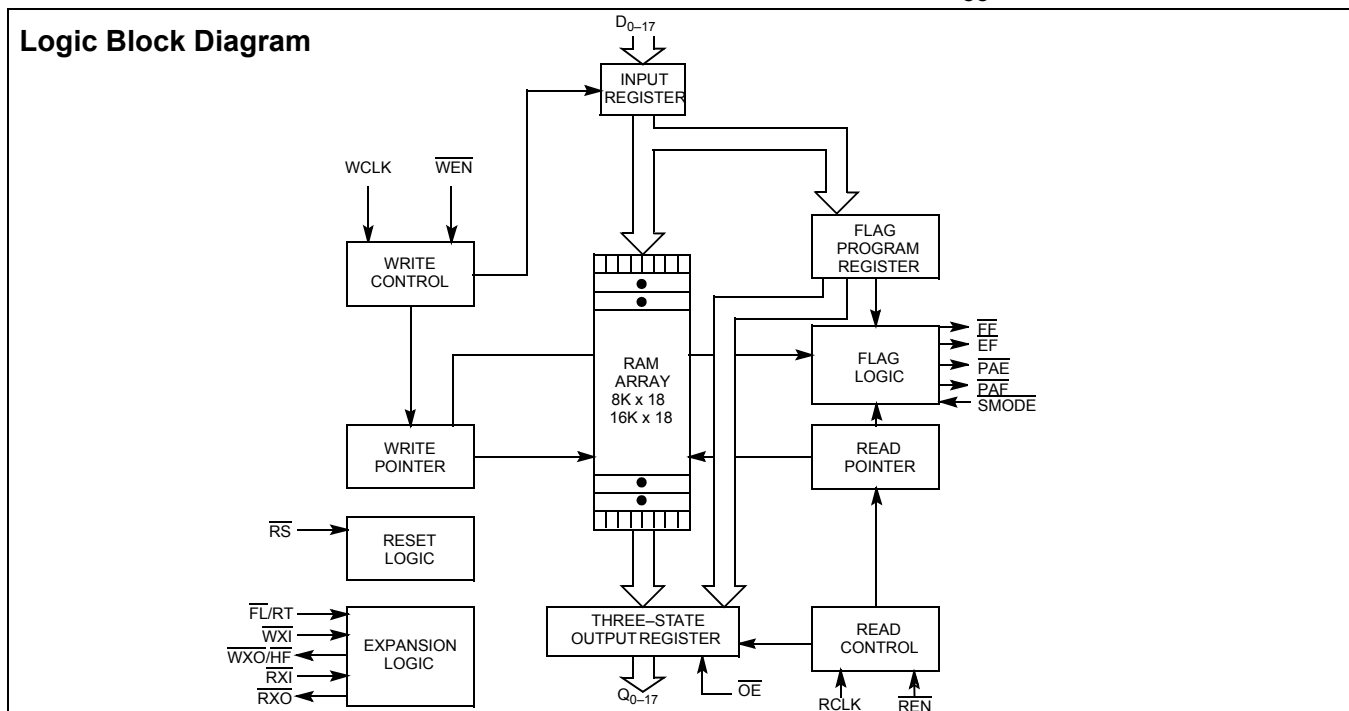 Logic Block Diagram
D0–17
INPUT
REGISTER
WCLK
WEN
WRITE
CONTROL
FLAG
PROGRAM
REGISTER
RAM
ARRAY
8K x 18
16K x 18
FLAG
LOGIC
FF
EF
PAE
PAF
SMODE
WRITE
POINTER
READ
POINTER
RS
RESET
LOGIC
FL/RT
WXI
WXO/HF
RXI
RXO
EXPANSION
LOGIC
THREE–STATE
OUTPUT REGISTER
READ
CONTROL
Q0–17
OE
RCLK
REN